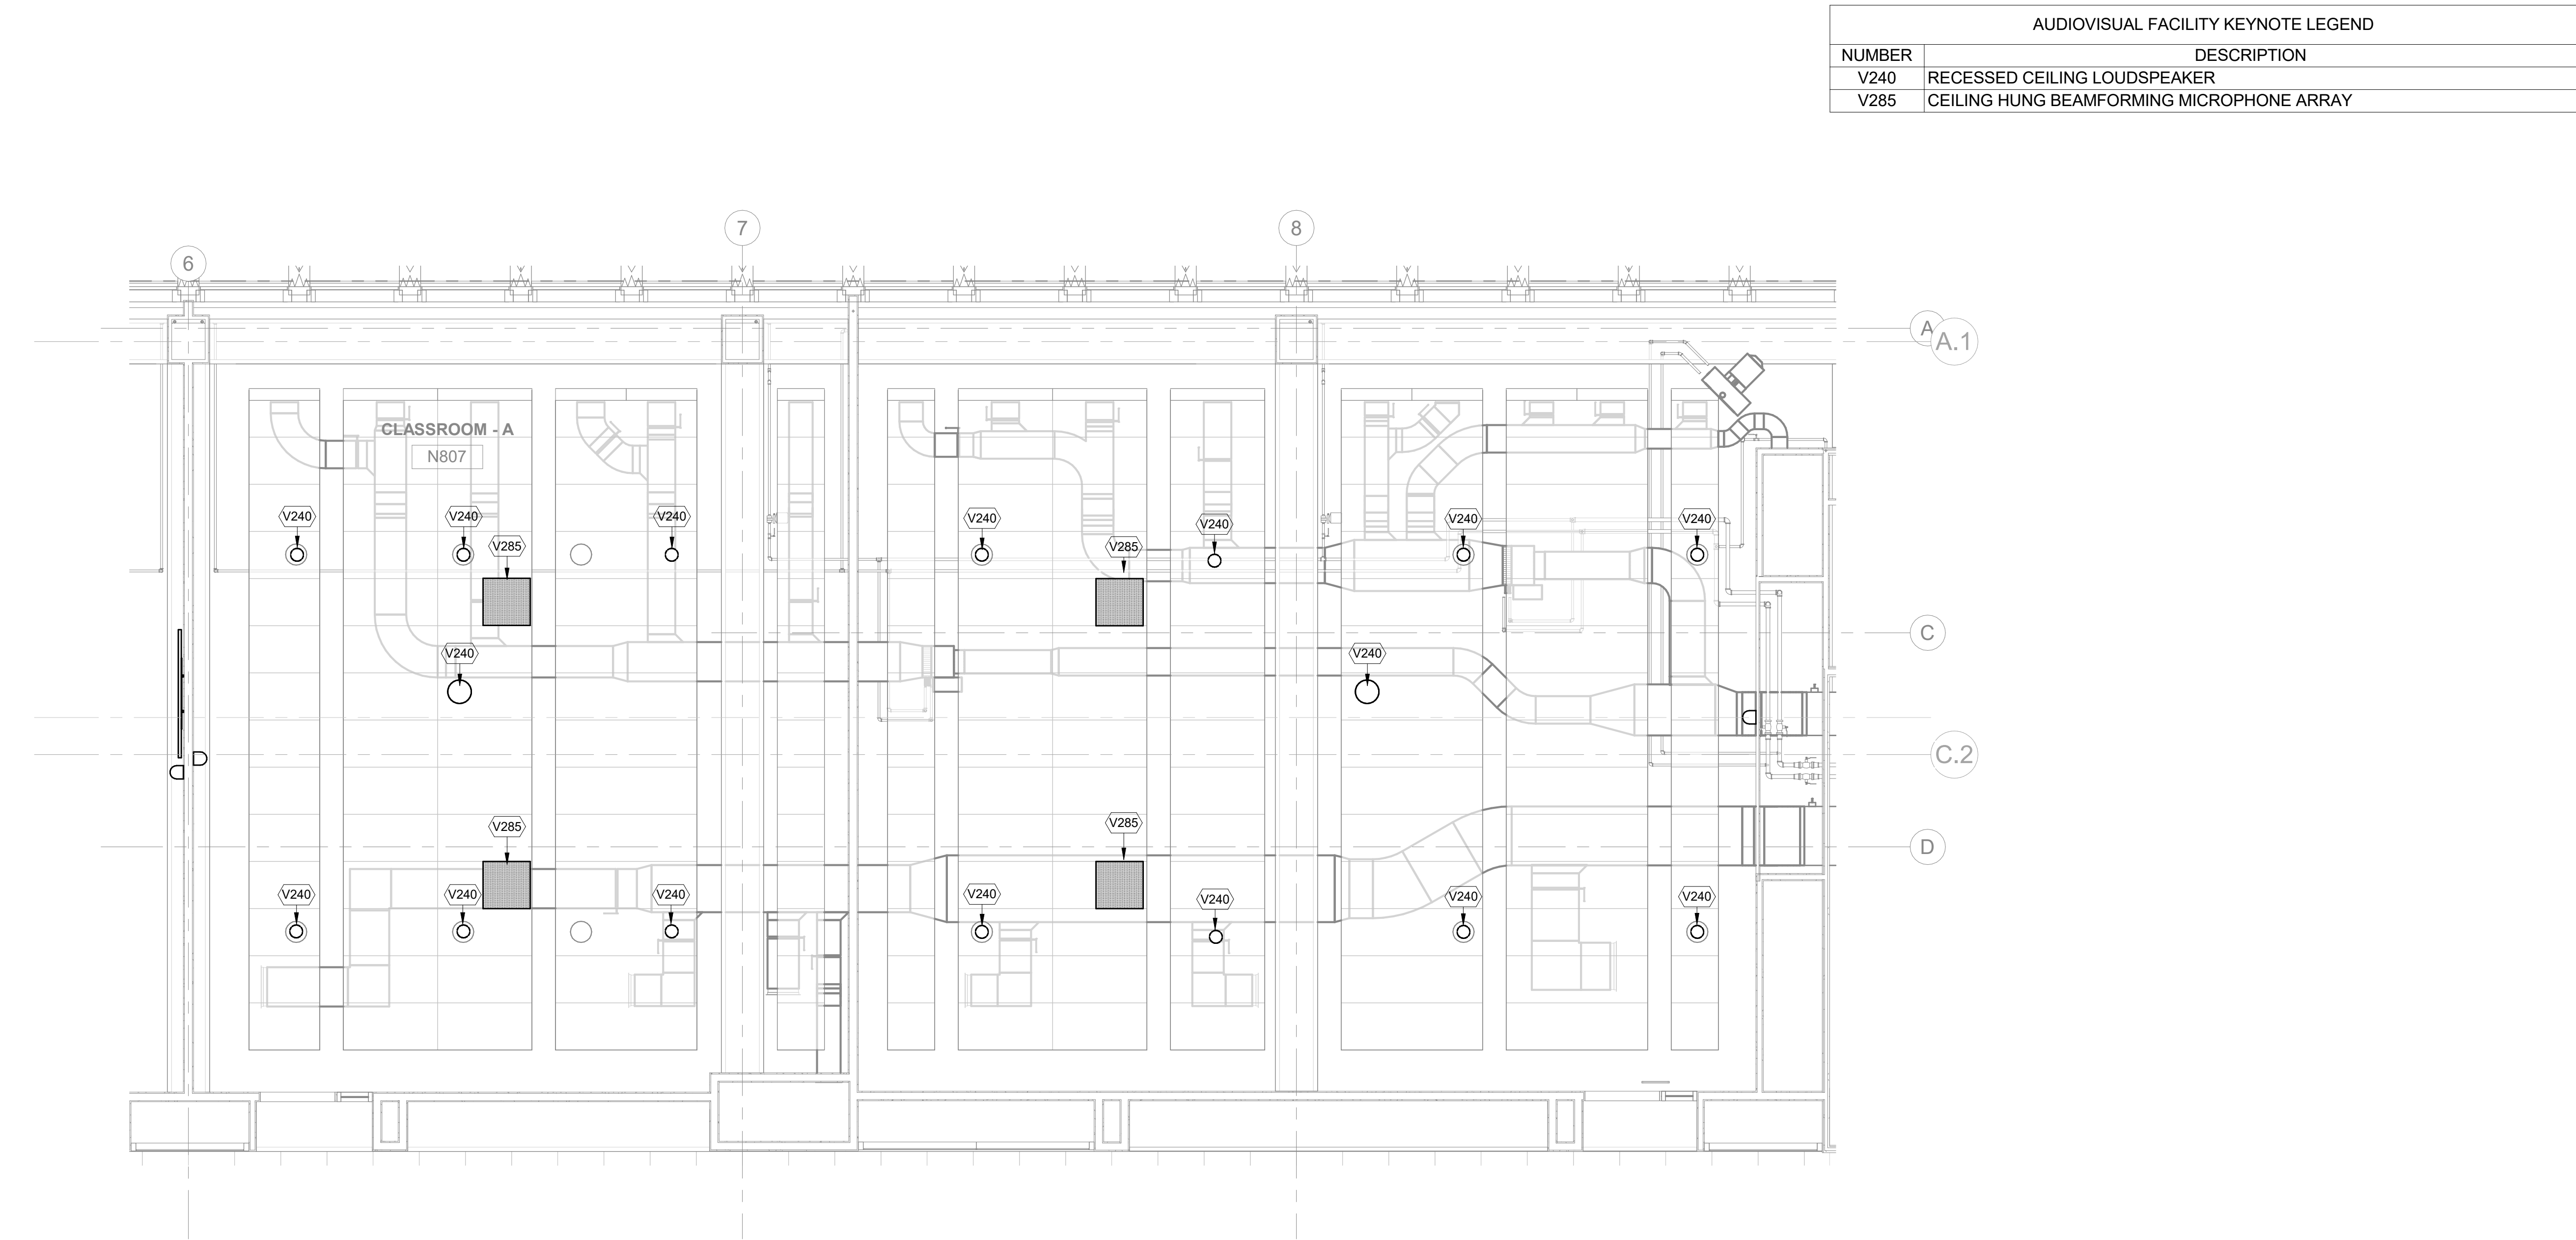 AUDIOVISUAL FACILITY KEYNOTE LEGEND
NUMBER DESCRIPTION
V240 RECESSED CEILING LOUDSPEAKER
V285 CEILING HUNG BEAMFORMING MICROPHONE ARRAY
7
8
6
A
A.1
CLASSROOM - A
N807
V240
V240
V240
V240
V240
V240
V240
V285
V285
C
V240
V240
C.2
V285
V285
D
V240
V240
V240
V240
V240
V240
V240